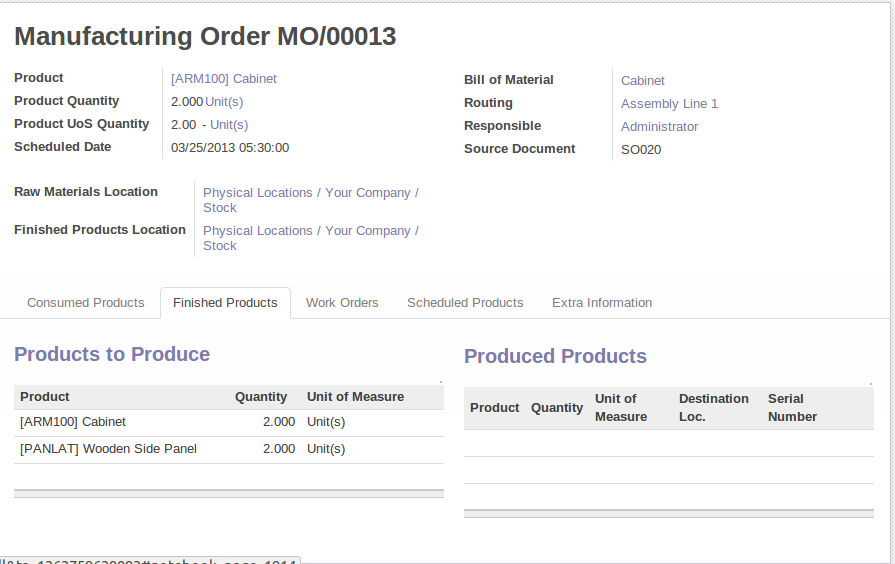 Manufacturing Order MO/00013
Product [ARM100] Cabinet
Product Quantity 2.000 Unit(s)
Product UoS Quantity 2.00 - Unit(s)
Scheduled Date 03/25/2013 05:30:00
Bill of Material Cabinet
Routing Assembly Line 1
Responsible Administrator
Source Document SO020
Raw Materials Location Physical Locations / Your Company /
Stock
Finished Products Location Physical Locations / Your Company /
Stock
Consumed Products Finished Products Work Orders Scheduled Products Extra Information
Products to Produce
Product Quantity Unit of Measure
[ARM100] Cabinet 2.000 Unit(s)
[PANLAT] Wooden Side Panel 2.000 Unit(s)
Produced Products
Product Quantity Unit of Measure Destination Loc. Serial Number